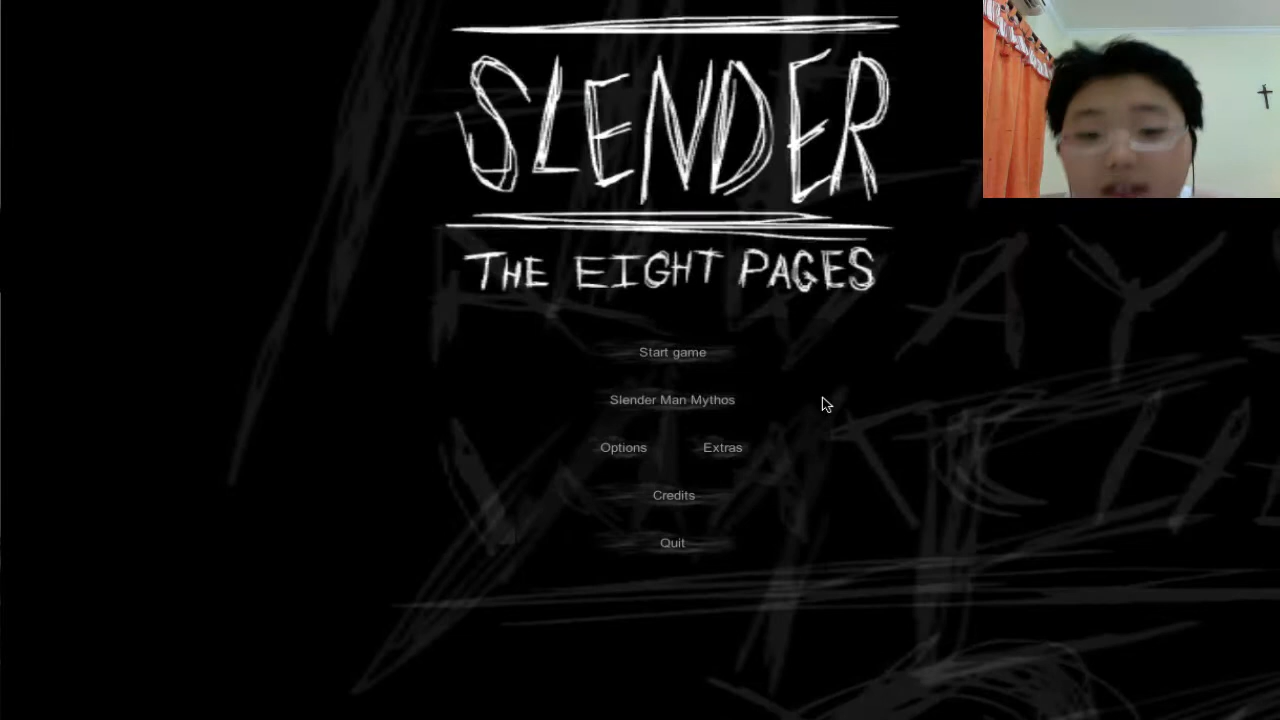 SLENDER
THE EIGHT PAGES
Start game
Slender Man Mythos
Options Extras
Credits
Quit